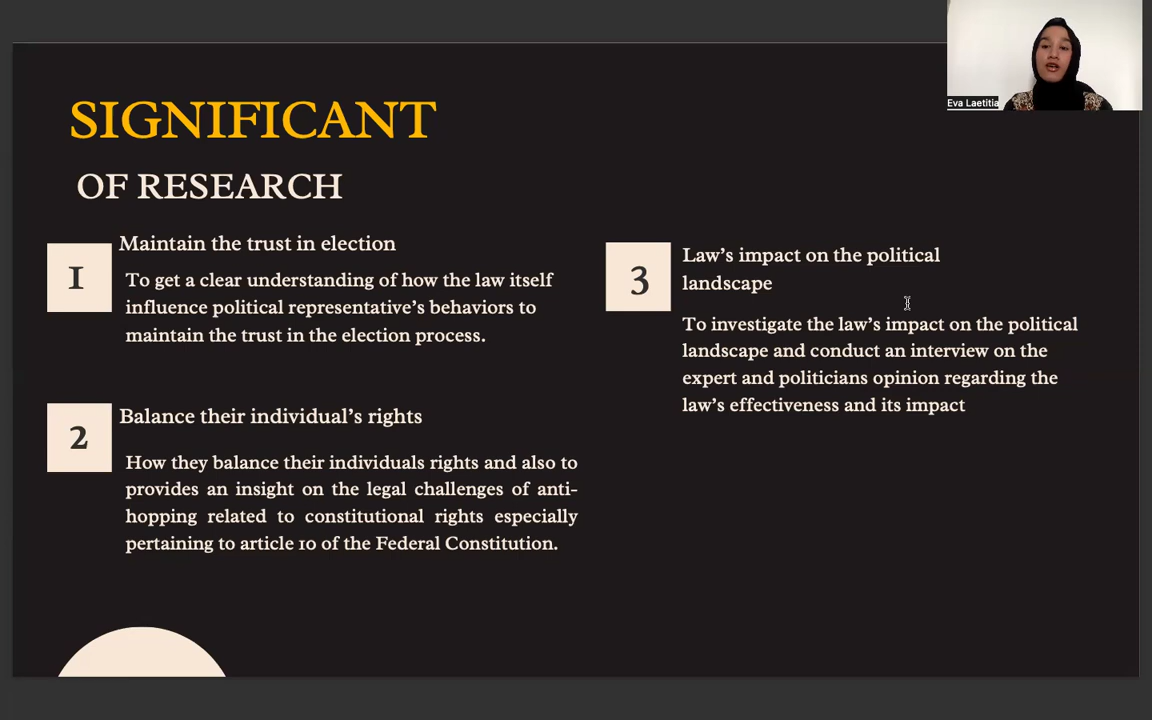 SIGNIFICANT
OF RESEARCH
1
Maintain the trust in election
To get a clear understanding of how the law itself
influence political representative's behaviors to
maintain the trust in the election process.
2
Balance their individual's rights
How they balance their individuals rights and also to
provides an insight on the legal challenges of anti-
hopping related to constitutional rights especially
pertaining to article 10 of the Federal Constitution.
3
Law's impact on the political
landscape
To investigate the law's impact on the political
landscape and conduct an interview on the
expert and politicians opinion regarding the
law's effectiveness and its impact
Eva Laetitia